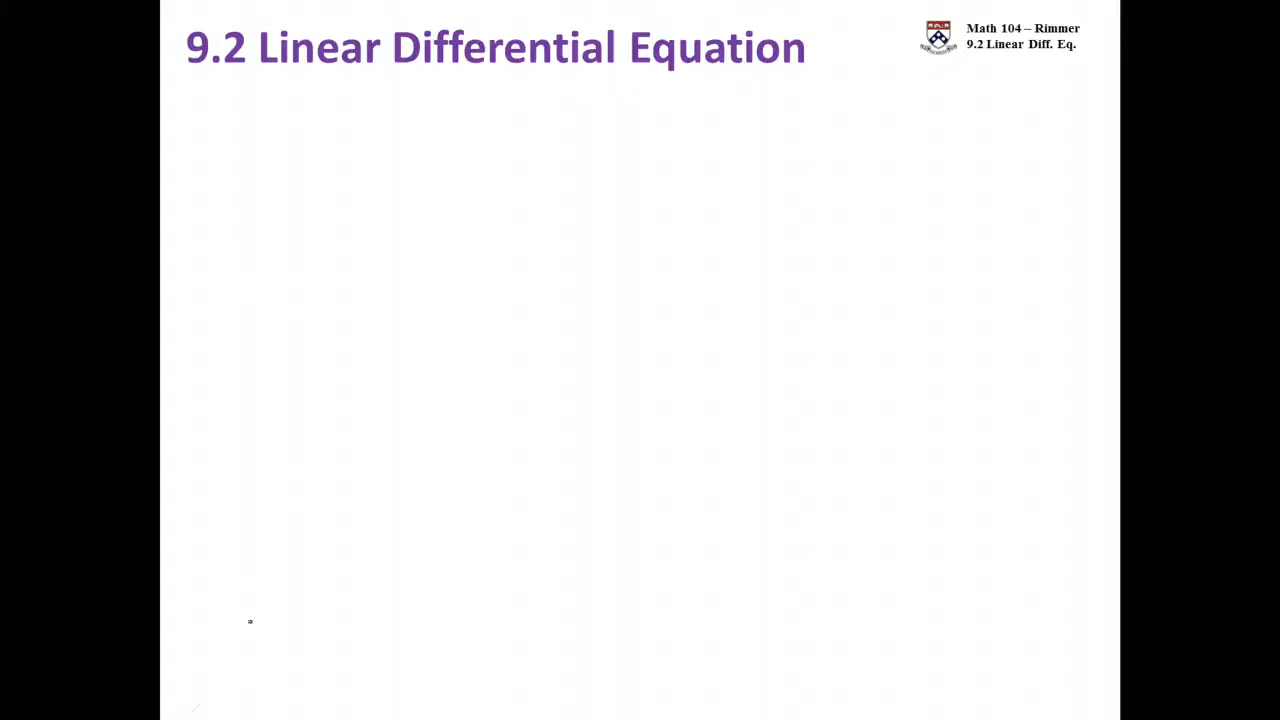 9.2 Linear Differential Equation
Math 104 – Rimmer
9.2 Linear Diff. Eq.